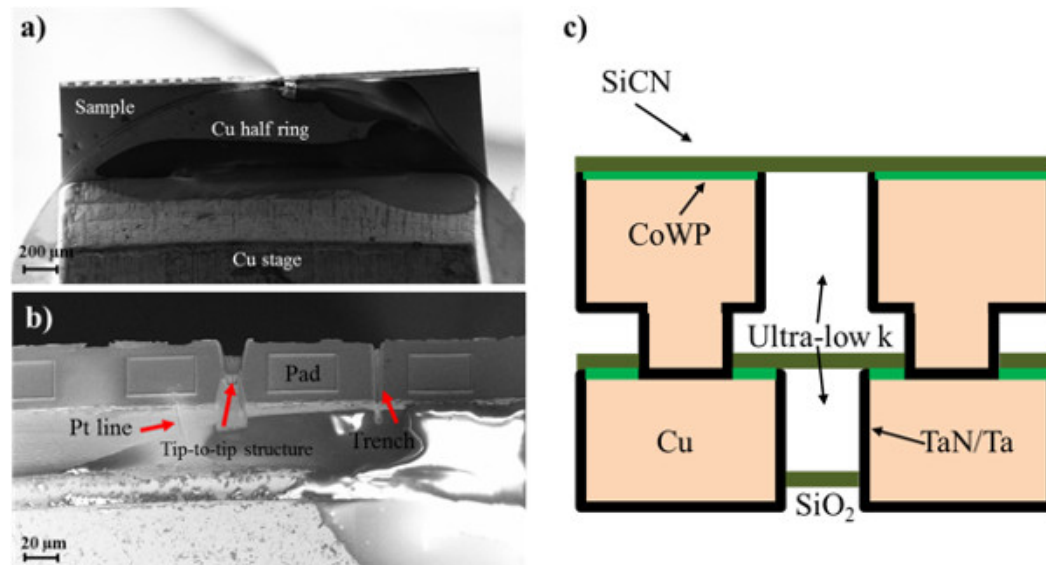 a)
Sample
Cu half ring
200 µm
Cu stage
b)
Pad
Pt line
Tip-to-tip structure
Trench
20 µm
c)
SiCN
CoWP
Ultra-low k
Cu
TaN/Ta
SiO₂